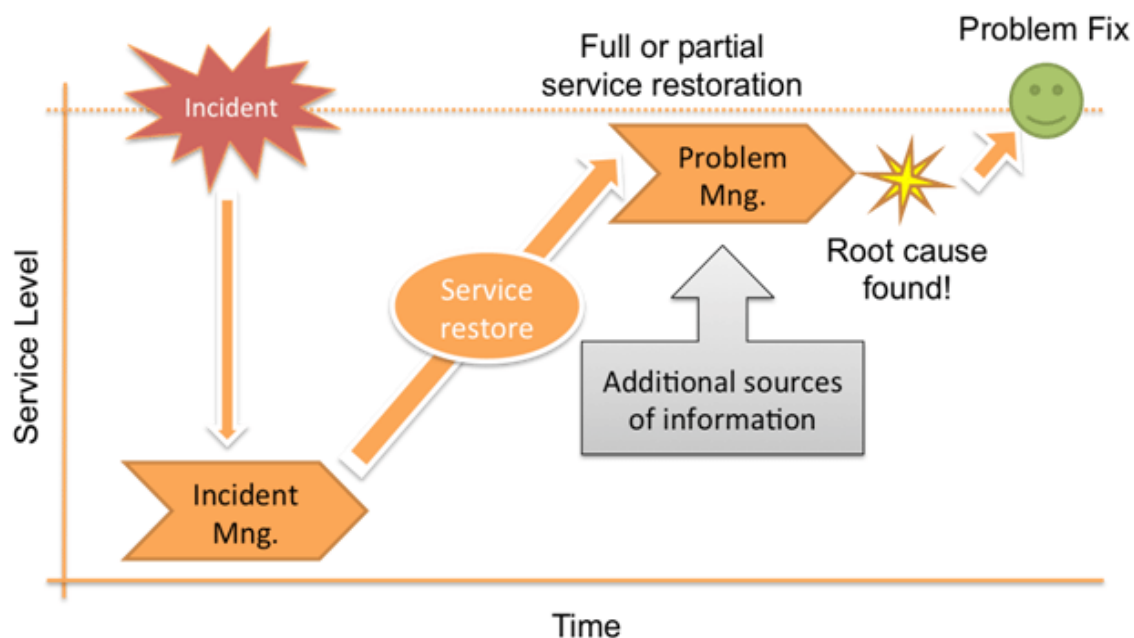 Problem Fix
Full or partial
service restoration
Incident
Problem
Mng.
Root cause
found!
Service
restore
Additional sources
of information
Incident
Mng.
Service Level
Time